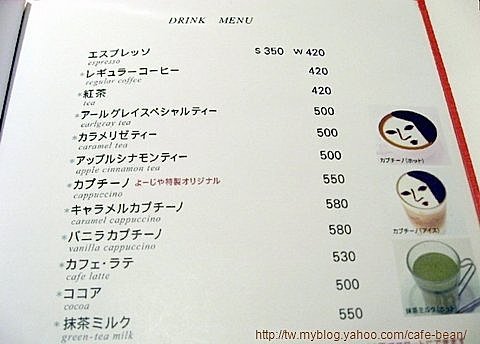 DRINK MENU
エスプレッソ S 350 W 420
espresso
*レギュラーコーヒー 420
regular coffee
*紅茶 420
tea
*アールグレイスペシャルティー 500
earlgray tea
*カラメリゼティー 500
caramel tea
*アップルシナモンティー 500
apple cinnamon tea
*カプチーノ よーじや特製オリジナル 550
cappuccino
*キャラメルカプチーノ 580
caramel cappuccino
*バニラカプチーノ 580
vanilla cappuccino
*カフェ・ラテ 530
cafe latte
*ココア 500
cocoa
*抹茶ミルク 550
green-tea milk
カプチーノ(ホット)
カプチーノ(アイス)
抹茶ミルク(ホット)
http://tw.myblog.yahoo.com/cafe-bean/